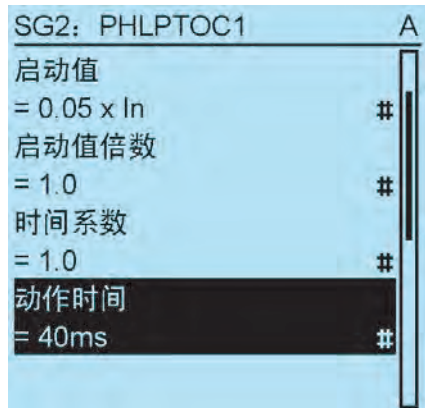 SG2：PHLPTOC1 A
启动值
= 0.05 x In #
启动值倍数
= 1.0 #
时间系数
= 1.0 #
动作时间
= 40ms #